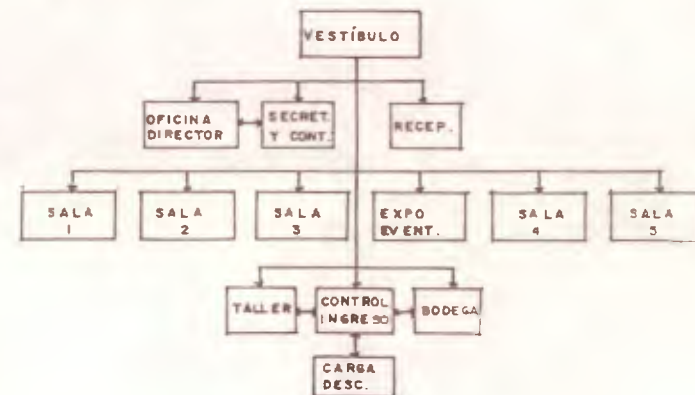 VESTÍBULO
OFICINA
DIRECTOR
SECRET.
Y CONT.
RECEP.
SALA
1
SALA
2
SALA
3
EXPO
EVENT.
SALA
4
SALA
5
TALLER
CONTROL
INGRESO
BODEGA
CARGA
DESC.